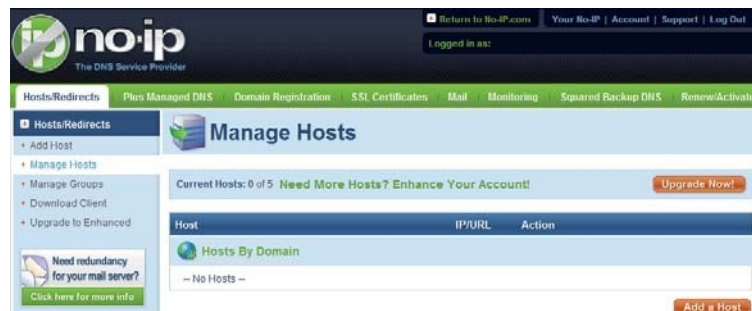 no-ip
The DNS Service Provider
Return to No-IP.com
Your No-IP | Account | Support | Log Out
Logged in as:
Hosts/Redirects
Plus Managed DNS
Domain Registration
SSL Certificates
Mail
Monitoring
Squared Backup DNS
Renew/Activate
Hosts/Redirects
Add Host
Manage Hosts
Manage Groups
Download Client
Upgrade to Enhanced
Need redundancy
for your mail server?
Click here for more info
Manage Hosts
Current Hosts: 0 of 5 Need More Hosts? Enhance Your Account!
Upgrade Now!
Host IP/URL Action
Hosts By Domain
-- No Hosts --
Add a Host